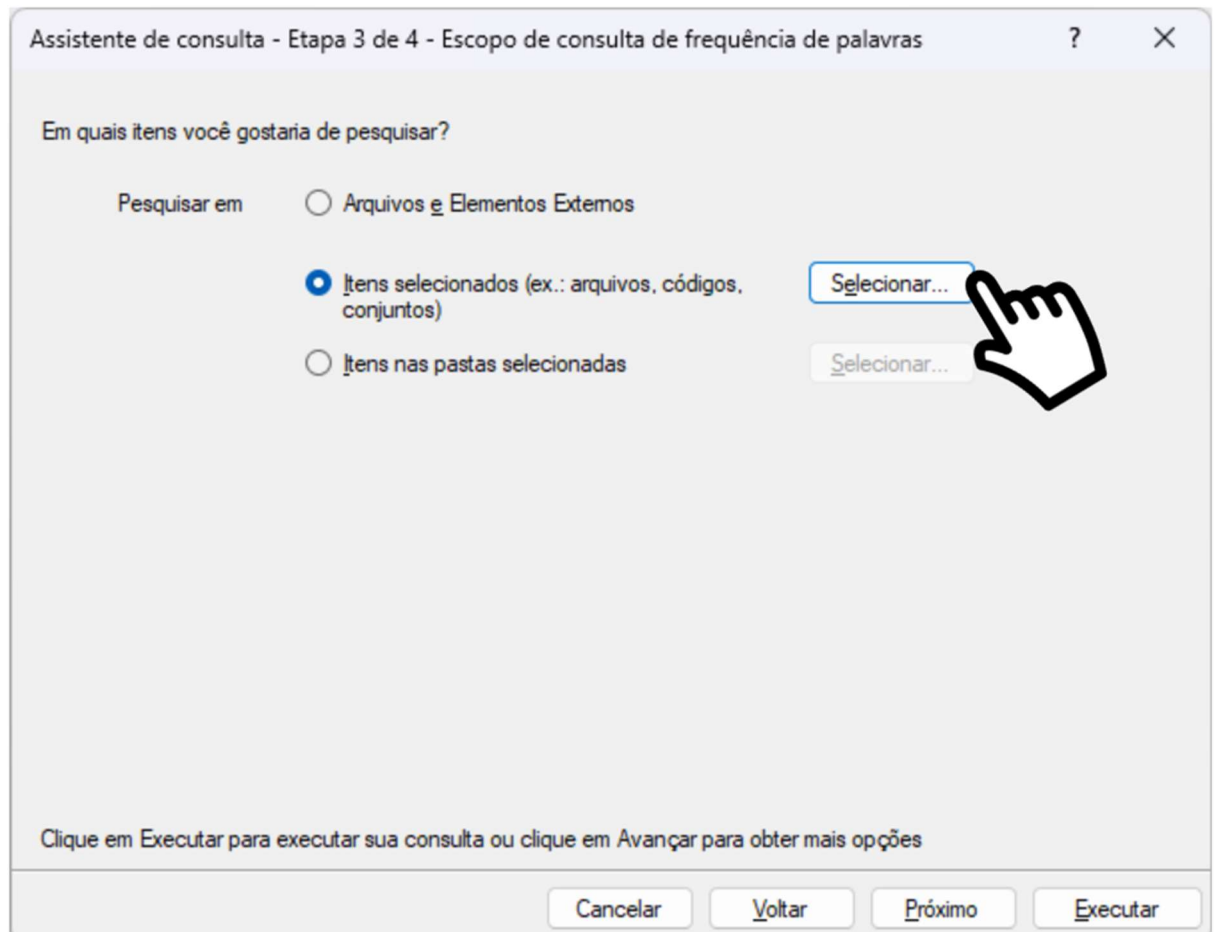 Assistente de consulta - Etapa 3 de 4 - Escopo de consulta de frequência de palavras ? ×
Em quais itens você gostaria de pesquisar?
Pesquisar em Arquivos e Elementos Externos
Itens selecionados (ex.: arquivos, códigos, Selecionar...
conjuntos)
Itens nas pastas selecionadas Selecionar...
Clique em Executar para executar sua consulta ou clique em Avançar para obter mais opções
Cancelar Voltar Próximo Executar